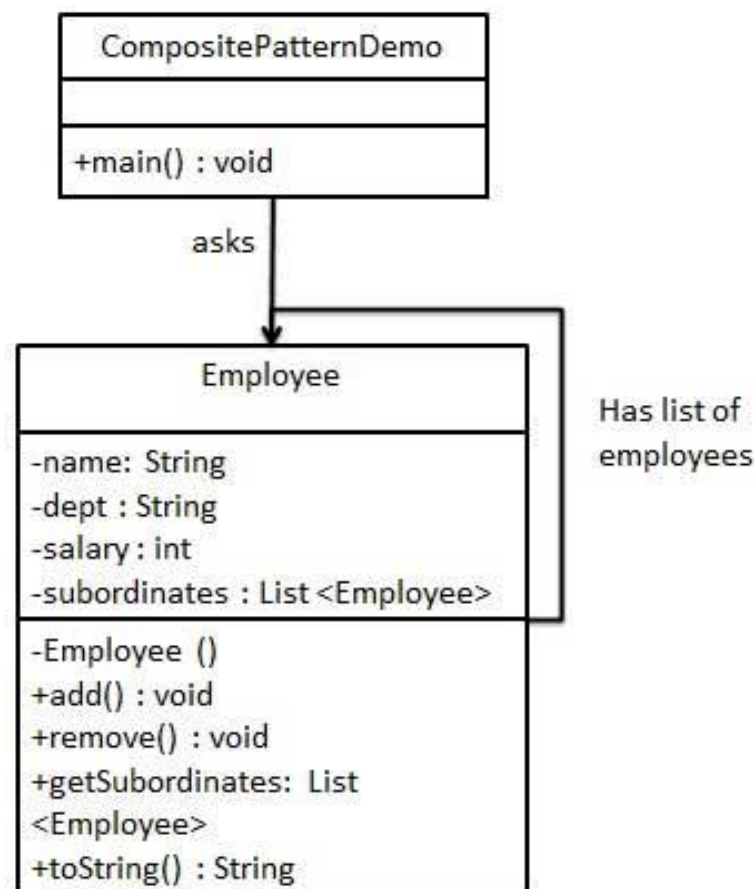 CompositePatternDemo
+main() : void
asks
Employee
-name: String
-dept : String
-salary : int
-subordinates : List <Employee>
Has list of
employees
-Employee ()
+add() : void
+remove() : void
+getSubordinates: List
<Employee>
+toString() : String